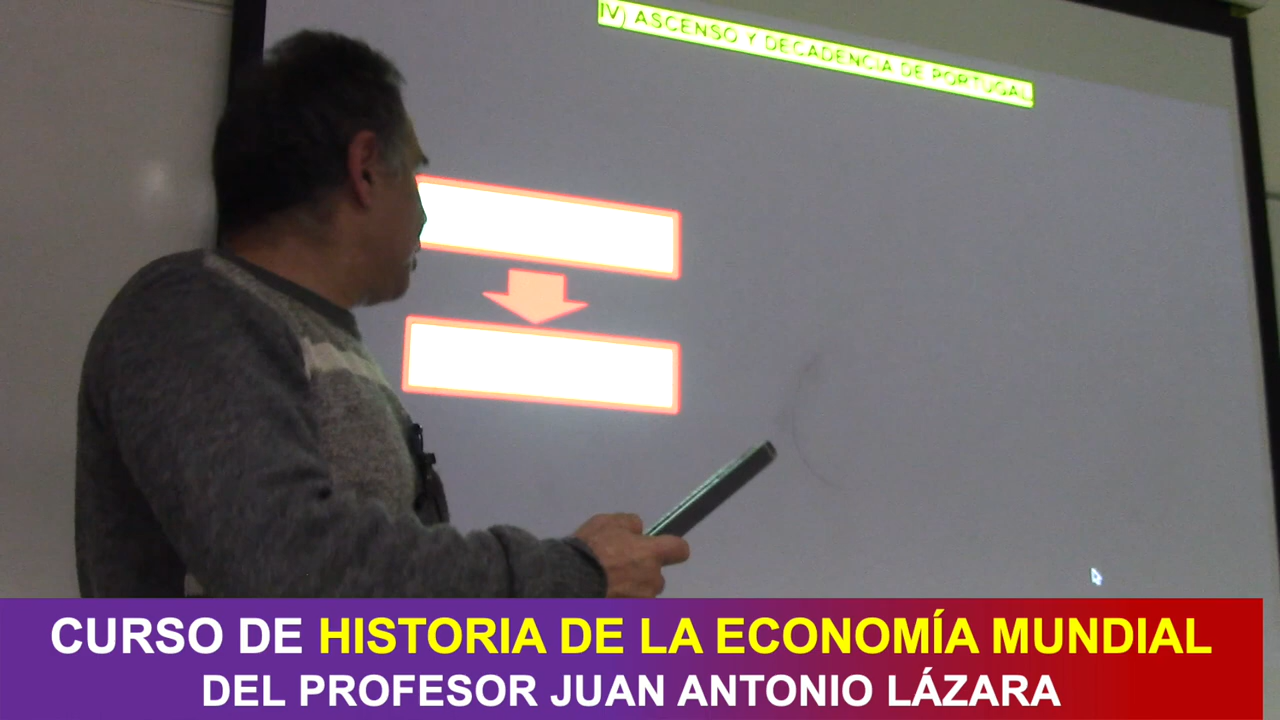 IV) ASCENSO Y DECADENCIA DE PORTUGAL
CURSO DE HISTORIA DE LA ECONOMÍA MUNDIAL
DEL PROFESOR JUAN ANTONIO LÁZARA